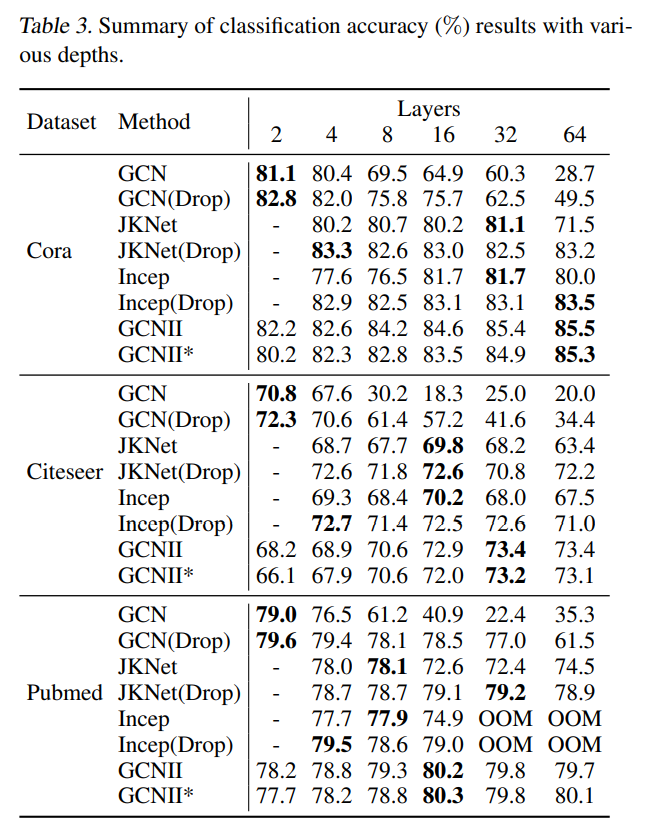 Table 3. Summary of classification accuracy (%) results with vari-
ous depths.
Dataset Method Layers
2 4 8 16 32 64
GCN 81.1 80.4 69.5 64.9 60.3 28.7
GCN(Drop) 82.8 82.0 75.8 75.7 62.5 49.5
JKNet - 80.2 80.7 80.2 81.1 71.5
Cora JKNet(Drop) - 83.3 82.6 83.0 82.5 83.2
Incep - 77.6 76.5 81.7 81.7 80.0
Incep(Drop) - 82.9 82.5 83.1 83.1 83.5
GCNII 82.2 82.6 84.2 84.6 85.4 85.5
GCNII* 80.2 82.3 82.8 83.5 84.9 85.3
GCN 70.8 67.6 30.2 18.3 25.0 20.0
GCN(Drop) 72.3 70.6 61.4 57.2 41.6 34.4
JKNet - 68.7 67.7 69.8 68.2 63.4
Citeseer JKNet(Drop) - 72.6 71.8 72.6 70.8 72.2
Incep - 69.3 68.4 70.2 68.0 67.5
Incep(Drop) - 72.7 71.4 72.5 72.6 71.0
GCNII 68.2 68.9 70.6 72.9 73.4 73.4
GCNII* 66.1 67.9 70.6 72.0 73.2 73.1
GCN 79.0 76.5 61.2 40.9 22.4 35.3
GCN(Drop) 79.6 79.4 78.1 78.5 77.0 61.5
JKNet - 78.0 78.1 72.6 72.4 74.5
Pubmed JKNet(Drop) - 78.7 78.7 79.1 79.2 78.9
Incep - 77.7 77.9 74.9 OOM OOM
Incep(Drop) - 79.5 78.6 79.0 OOM OOM
GCNII 78.2 78.8 79.3 80.2 79.8 79.7
GCNII* 77.7 78.2 78.8 80.3 79.8 80.1